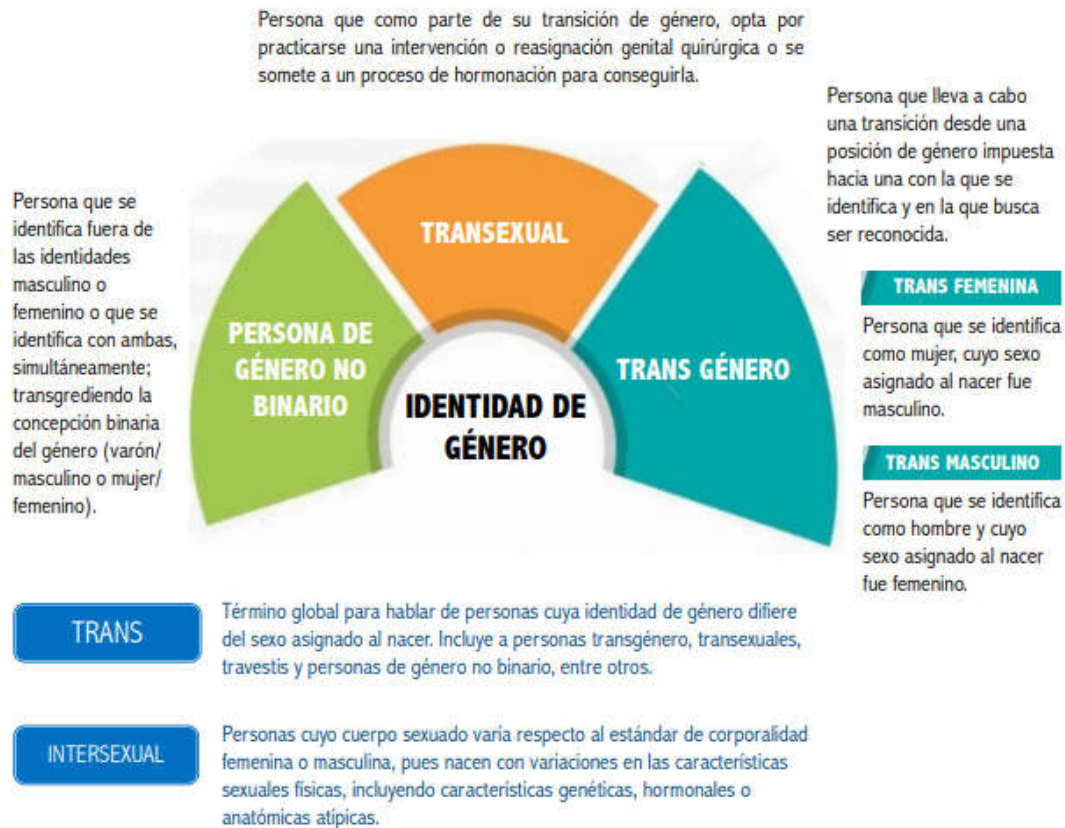 Persona que como parte de su transición de género, opta por
practicarse una intervención o reasignación genital quirúrgica o se
somete a un proceso de hormonación para conseguirla.
Persona que lleva a cabo
una transición desde una
posición de género impuesta
hacia una con la que se
identifica y en la que busca
ser reconocida.
Persona que se
identifica fuera de
las identidades
masculino o
femenino o que se
identifica con ambas,
simultáneamente;
transgrediendo la
concepción binaria
del género (varón/
masculino o mujer/
femenino).
TRANSEXUAL
PERSONA DE
GÉNERO NO
BINARIO
TRANS GÉNERO
IDENTIDAD DE
GÉNERO
TRANS FEMENINA
Persona que se identifica
como mujer, cuyo sexo
asignado al nacer fue
masculino.
TRANS MASCULINO
Persona que se identifica
como hombre y cuyo
sexo asignado al nacer
fue femenino.
TRANS
Término global para hablar de personas cuya identidad de género difiere
del sexo asignado al nacer. Incluye a personas transgénero, transexuales,
travestis y personas de género no binario, entre otros.
INTERSEXUAL
Personas cuyo cuerpo sexuado varia respecto al estándar de corporalidad
femenina o masculina, pues nacen con variaciones en las características
sexuales físicas, incluyendo características genéticas, hormonales o
anatómicas atípicas.